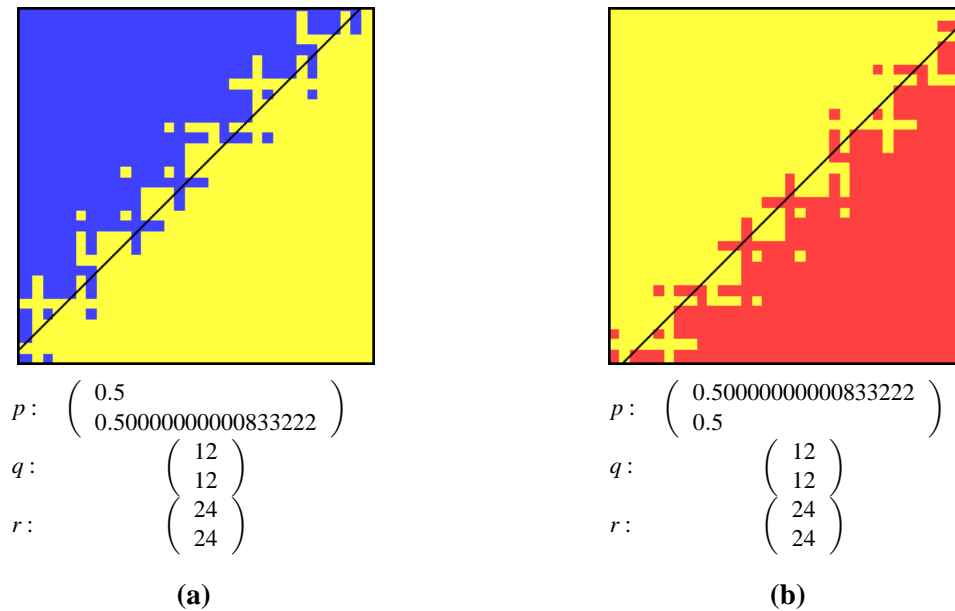 p : ( 0.5 0.50000000000833222 )
q : ( 12 12 )
r : ( 24 24 )
(a)
p : ( 0.50000000000833222 0.5 )
q : ( 12 12 )
r : ( 24 24 )
(b)